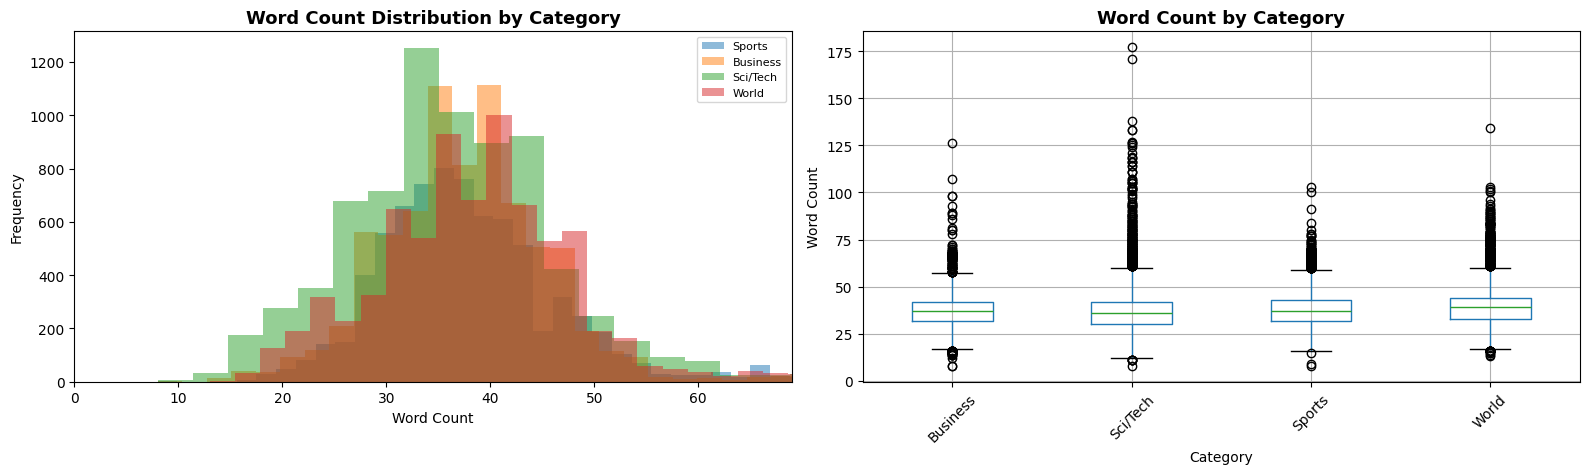 Word Count Distribution by Category
Sports
Business
Sci/Tech
World
1200
1000
800
600
400
200
0
Frequency
0 10 20 30 40 50 60
Word Count
Word Count by Category
175
150
125
100
75
50
25
0
Word Count
Business Sci/Tech Sports World
Category